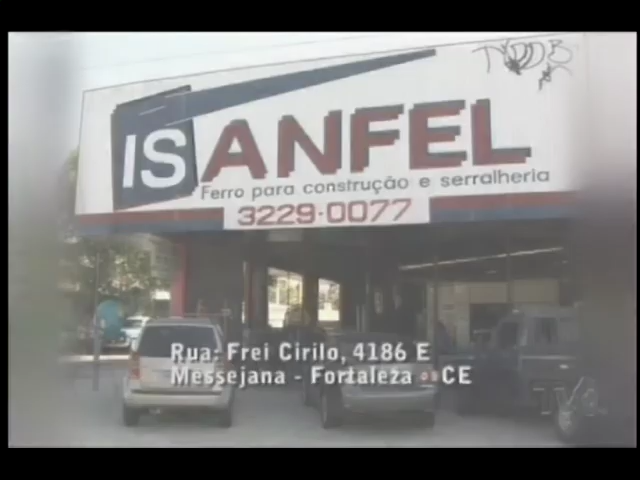 ISANFEL
Ferro para construção e serralheria
3229-0077
Rua: Frei Cirilo, 4186 E
Messejana - Fortaleza - CE